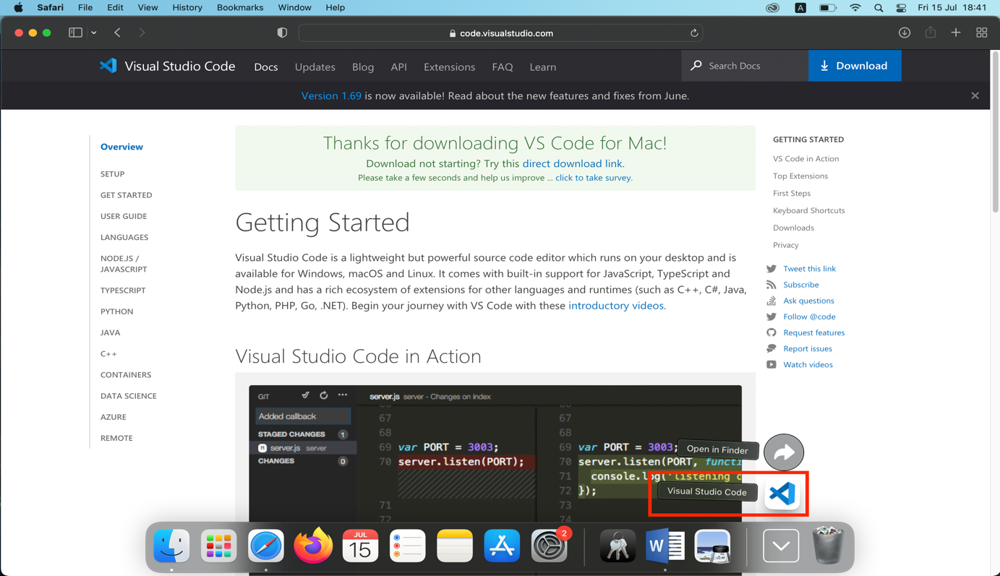 Safari File Edit View History Bookmarks Window Help A Fri 15 Jul 18:41
code.visualstudio.com
Visual Studio Code Docs Updates Blog API Extensions FAQ Learn Search Docs Download
Version 1.69 is now available! Read about the new features and fixes from June.
Overview
SETUP
GET STARTED
USER GUIDE
LANGUAGES
NODE.JS /
JAVASCRIPT
TYPESCRIPT
PYTHON
JAVA
C++
CONTAINERS
DATA SCIENCE
AZURE
REMOTE
Thanks for downloading VS Code for Mac!
Download not starting? Try this direct download link.
Please take a few seconds and help us improve ... click to take survey.
Getting Started
Visual Studio Code is a lightweight but powerful source code editor which runs on your desktop and is
available for Windows, macOS and Linux. It comes with built-in support for JavaScript, TypeScript and
Node.js and has a rich ecosystem of extensions for other languages and runtimes (such as C++, C#, Java,
Python, PHP, Go, .NET). Begin your journey with VS Code with these introductory videos.
Visual Studio Code in Action
GIT ...
Added callback
STAGED CHANGES 1
M server.js server
CHANGES 0
server.js server - Changes on index
67
68
69 var PORT = 3003;
70 server.listen(PORT);
71
72
67
68
69 var PORT = 3003;
70 server.listen(PORT, functi
71 console.log('listening o
72 });
73
74
Open in Finder
Visual Studio Code
GETTING STARTED
VS Code in Action
Top Extensions
First Steps
Keyboard Shortcuts
Downloads
Privacy
Tweet this link
Subscribe
Ask questions
Follow @code
Request features
Report issues
Watch videos
JUL
15
2
W